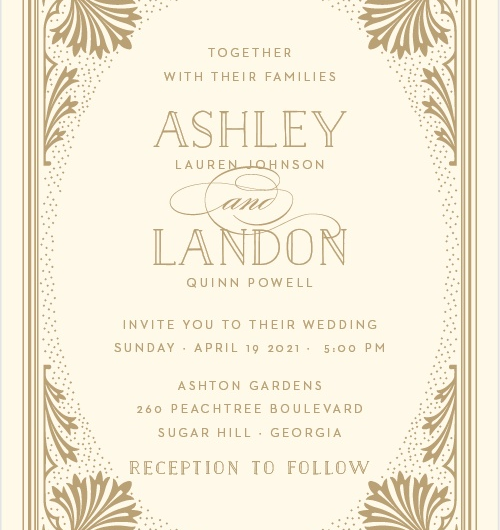 TOGETHER
WITH THEIR FAMILIES
ASHLEY
LAUREN JOHNSON
and
LANDON
QUINN POWELL
INVITE YOU TO THEIR WEDDING
SUNDAY · APRIL 19 2021 · 5:00 PM
ASHTON GARDENS
260 PEACHTREE BOULEVARD
SUGAR HILL · GEORGIA
RECEPTION TO FOLLOW